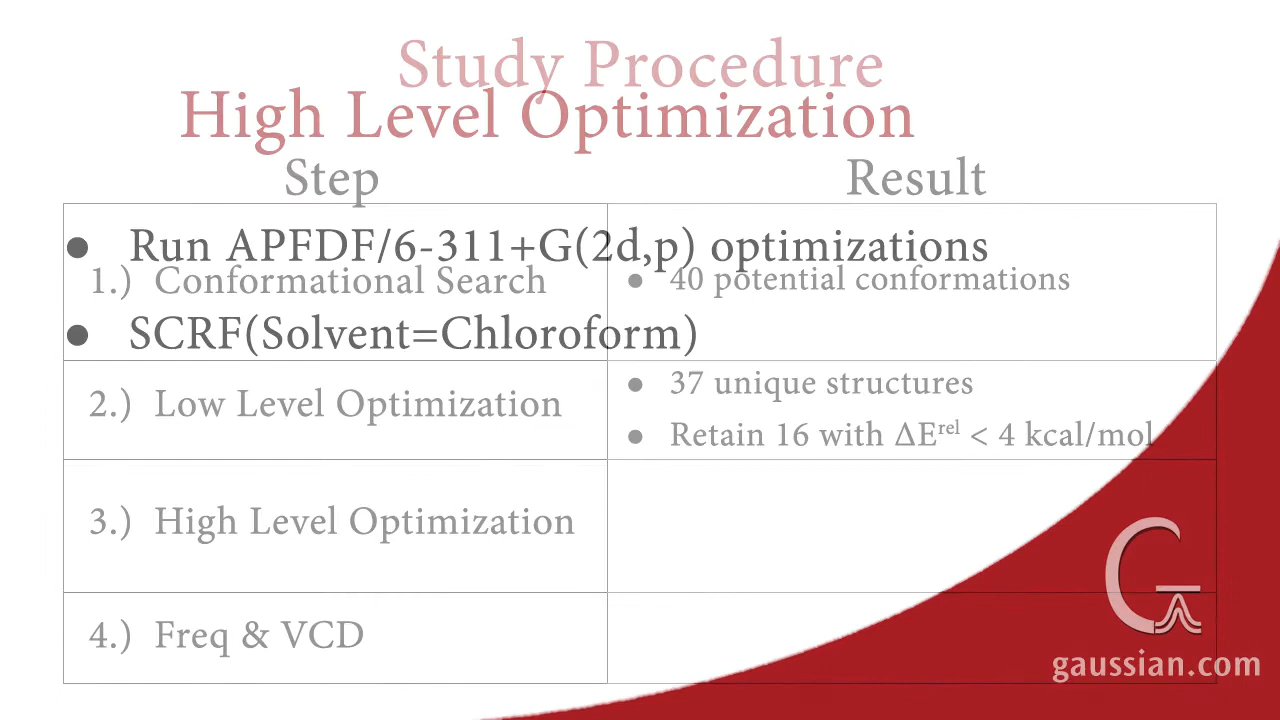 Study Procedure
High Level Optimization
Step Result
● Run APFDF/6-311+G(2d,p) optimizations
1.) Conformational Search ● 40 potential conformations
● SCRF(Solvent=Chloroform)
● 37 unique structures
2.) Low Level Optimization
● Retain 16 with ΔErel < 4 kcal/mol
3.) High Level Optimization
4.) Freq & VCD
gaussian.com